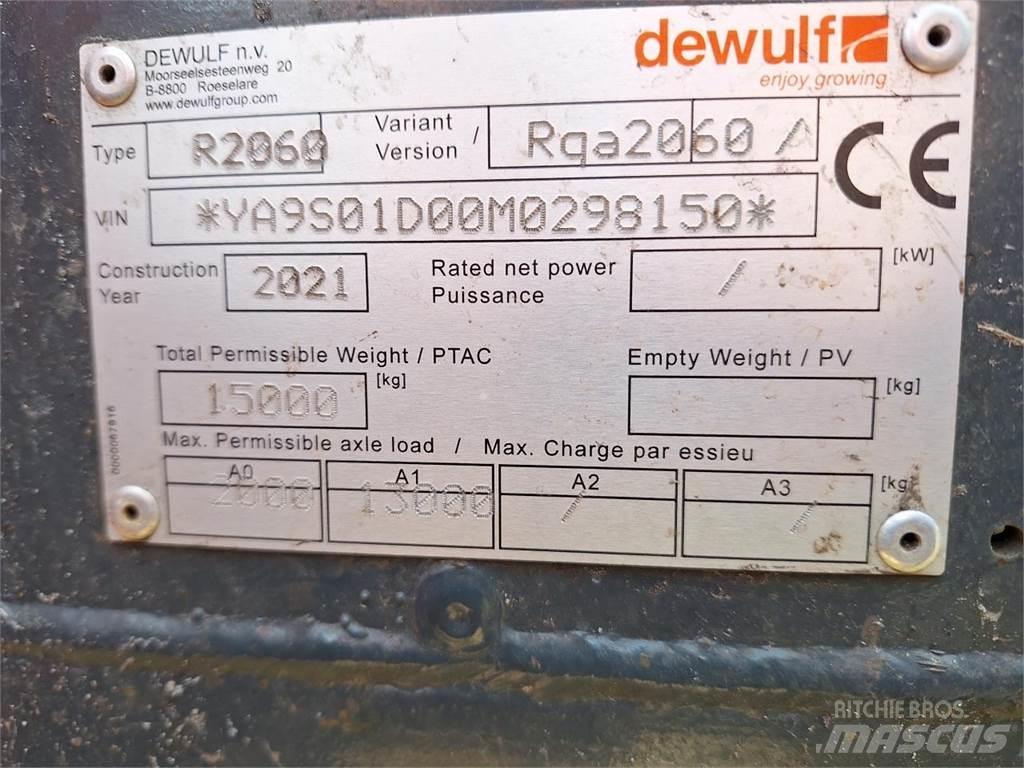 DEWULF n.v.
Moorseelsesteenweg 20
B-8800 Roeselare
www.dewulfgroup.com
dewulf
enjoy growing
Type R2060 Variant / Version Rqa2060 /
CE
VIN *YA9S01D00M0298150*
Construction Year 2021 Rated net power Puissance / [kW]
Total Permissible Weight / PTAC Empty Weight / PV
15000 [kg] [kg]
Max. Permissible axle load / Max. Charge par essieu
A0 A1 A2 A3 [kg]
2000 13000 / /
RITCHIE BROS.
MASCUS